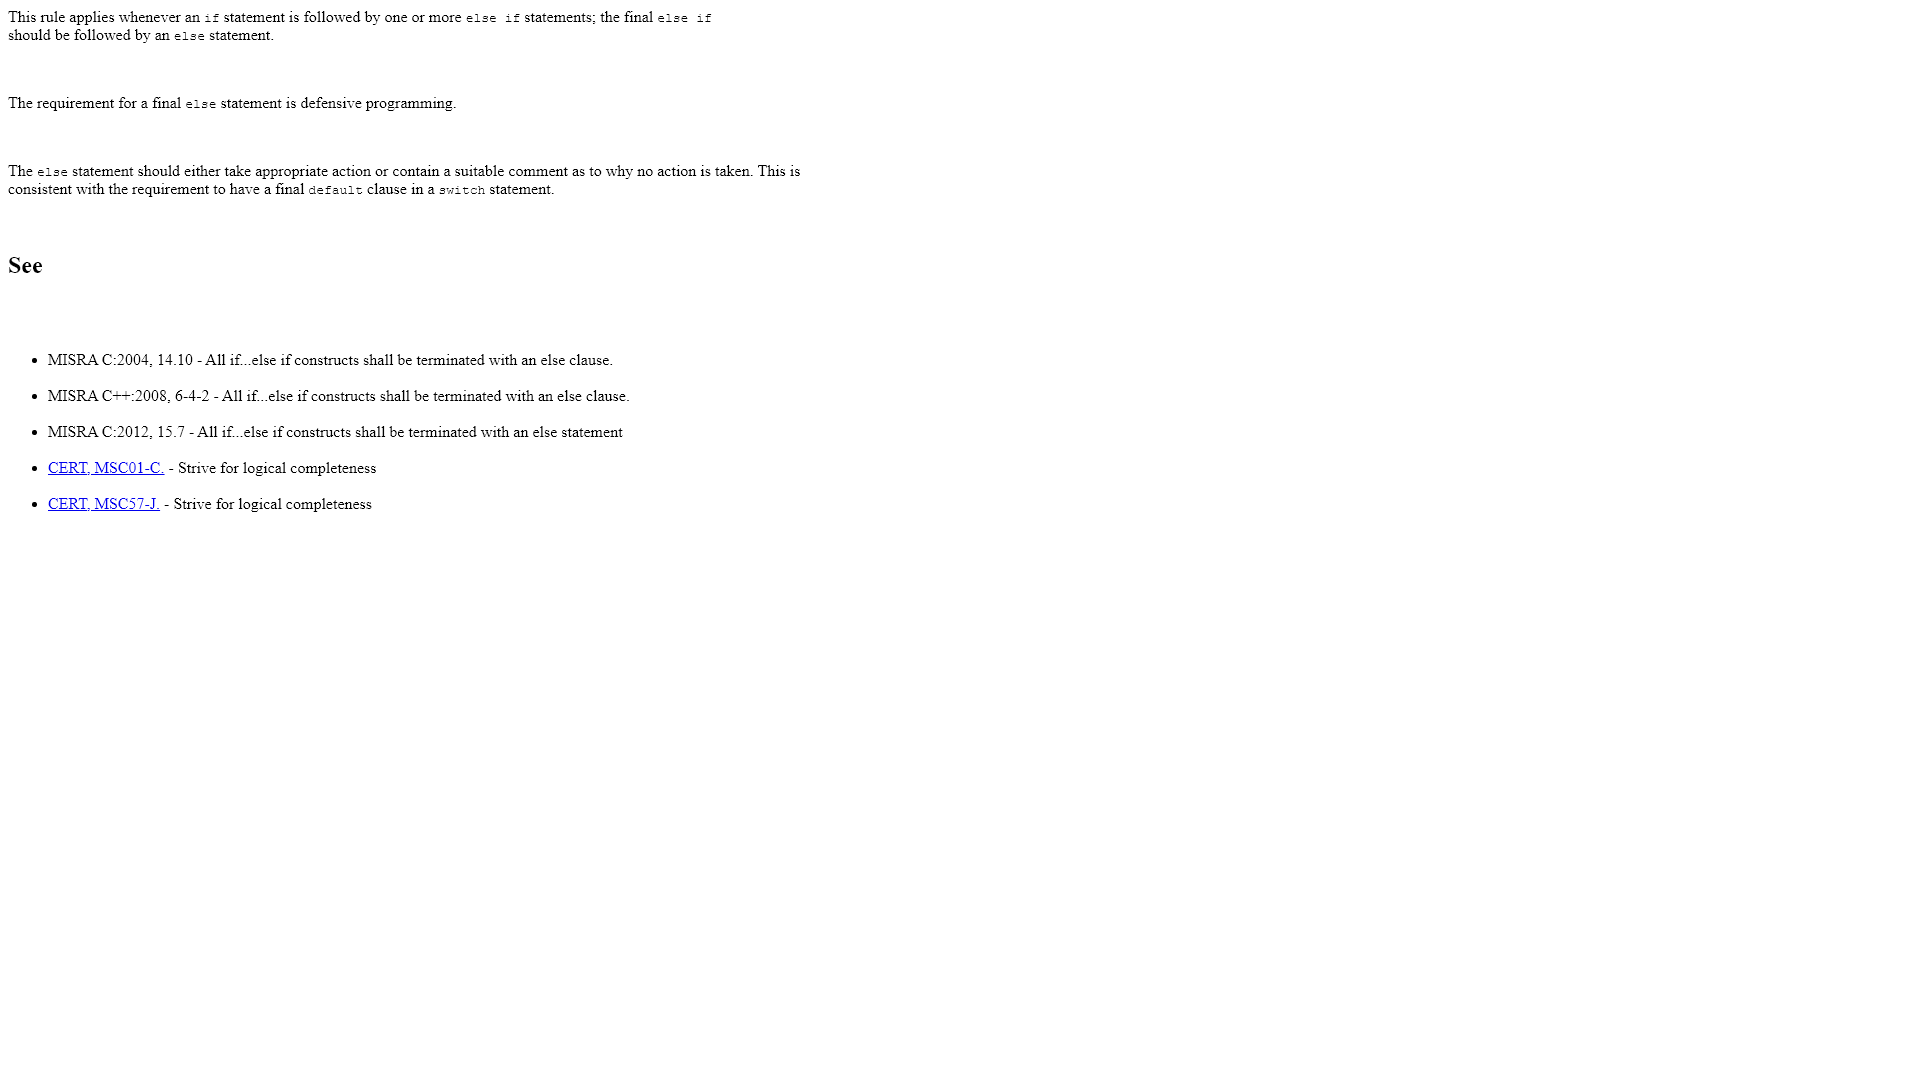 This rule applies whenever an if statement is followed by one or more else if statements; the final else if
should be followed by an else statement.
The requirement for a final else statement is defensive programming.
The else statement should either take appropriate action or contain a suitable comment as to why no action is taken. This is
consistent with the requirement to have a final default clause in a switch statement.
See
MISRA C:2004, 14.10 - All if...else if constructs shall be terminated with an else clause.
MISRA C++:2008, 6-4-2 - All if...else if constructs shall be terminated with an else clause.
MISRA C:2012, 15.7 - All if...else if constructs shall be terminated with an else statement
CERT, MSC01-C. - Strive for logical completeness
CERT, MSC57-J. - Strive for logical completeness